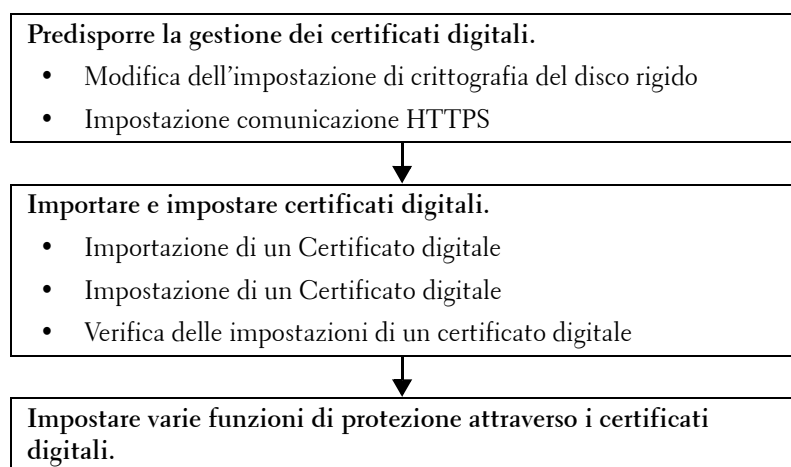 Predisporre la gestione dei certificati digitali.
• Modifica dell'impostazione di crittografia del disco rigido
• Impostazione comunicazione HTTPS
Importare e impostare certificati digitali.
• Importazione di un Certificato digitale
• Impostazione di un Certificato digitale
• Verifica delle impostazioni di un certificato digitale
Impostare varie funzioni di protezione attraverso i certificati
digitali.